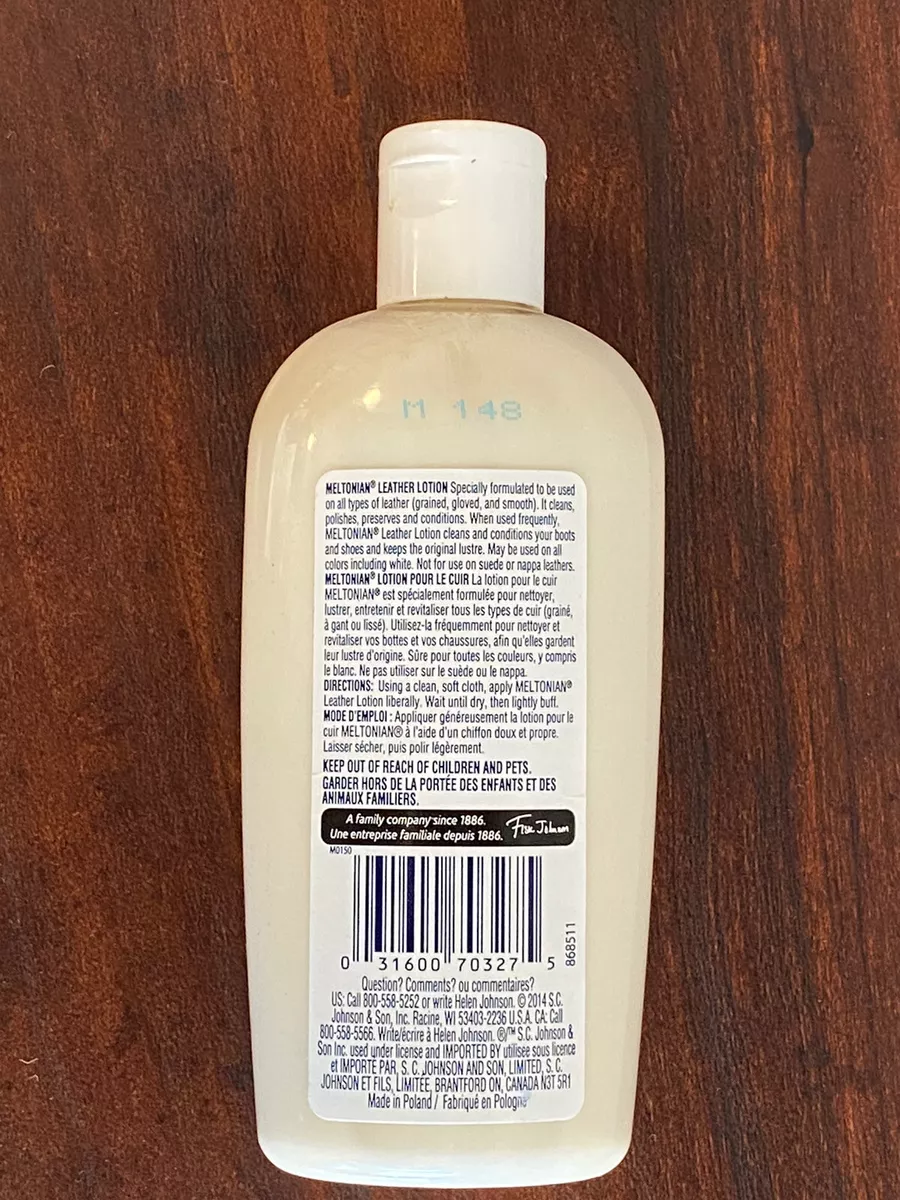 11 148
MELTONIAN® LEATHER LOTION Specially formulated to be used
on all types of leather (grained, gloved, and smooth). It cleans,
polishes, preserves and conditions. When used frequently,
MELTONIAN® Leather Lotion cleans and conditions your boots
and shoes and keeps the original lustre. May be used on all
colors including white. Not for use on suede or nappa leathers.
MELTONIAN® LOTION POUR LE CUIR La lotion pour le cuir
MELTONIAN® est spécialement formulée pour nettoyer,
lustrer, entretenir et revitaliser tous les types de cuir (grainé,
à gant ou lissé). Utilisez-la fréquemment pour nettoyer et
revitaliser vos bottes et vos chaussures, afin qu'elles gardent
leur lustre d'origine. Sûre pour toutes les couleurs, y compris
le blanc. Ne pas utiliser sur le suède ou le nappa.
DIRECTIONS: Using a clean, soft cloth, apply MELTONIAN®
Leather Lotion liberally. Wait until dry, then lightly buff.
MODE D'EMPLOI : Appliquer généreusement la lotion pour le
cuir MELTONIAN® à l'aide d'un chiffon doux et propre.
Laisser sécher, puis polir légèrement.
KEEP OUT OF REACH OF CHILDREN AND PETS.
GARDER HORS DE LA PORTÉE DES ENFANTS ET DES
ANIMAUX FAMILIERS.
A family company since 1886.
Une entreprise familiale depuis 1886.
Fisk Johnson
M0150
0 31600 70327 5
868511
Question? Comments? ou commentaires?
US: Call 800-558-5252 or write Helen Johnson. © 2014 S.C.
Johnson & Son, Inc. Racine, WI 53403-2236 U.S.A. CA: Call
800-558-5566. Write/écrire à Helen Johnson. ®/™ S.C. Johnson &
Son Inc. used under license and IMPORTED BY utilisée sous licence
et IMPORTÉ PAR, S. C. JOHNSON AND SON, LIMITED, S. C.
JOHNSON ET FILS, LIMITÉE, BRANTFORD ON, CANADA N3T 5R1
Made in Poland / Fabriqué en Pologne